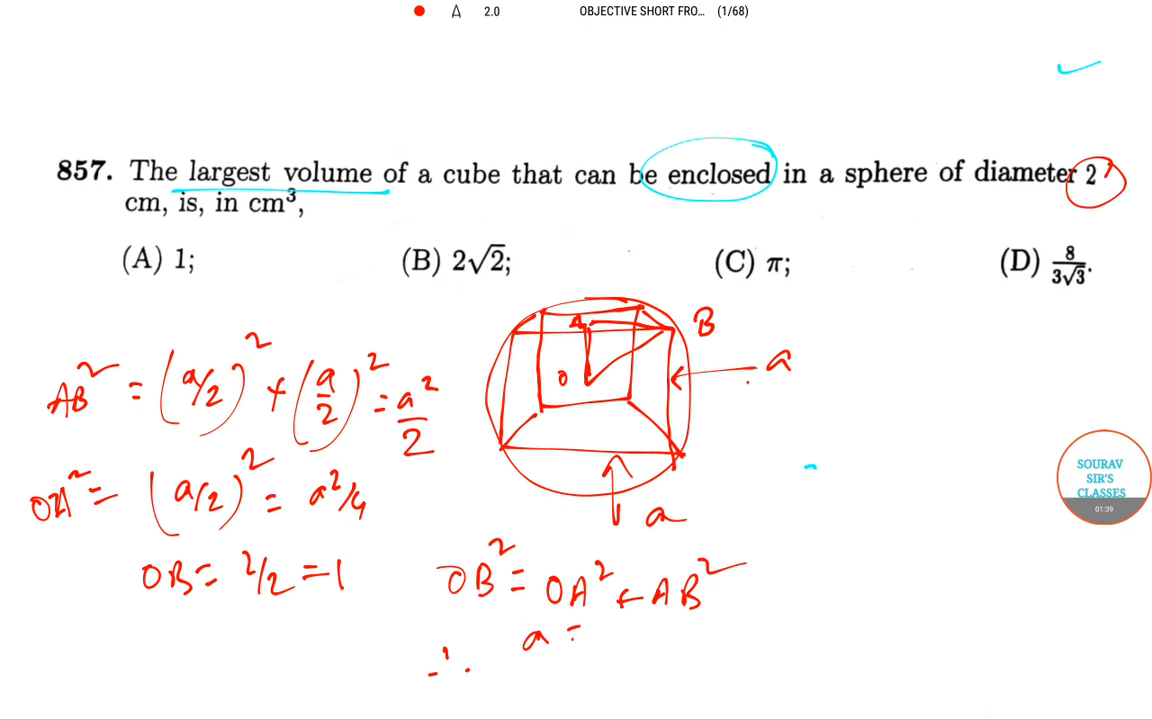 A 2.0 OBJECTIVE SHORT FRO... (1/68)
857. The largest volume of a cube that can be enclosed in a sphere of diameter 2
cm, is, in cm³,
(A) 1; (B) 2√2; (C) π; (D) 8/3√3.
A B
O
a
AB² = (a/2)² + (a/2)² = a²/2
OA² = (a/2)² = a²/4
a
OB = 2/2 = 1
OB² = OA² + AB²
∴ a =
SOURAV
SIR'S
CLASSES
01:39